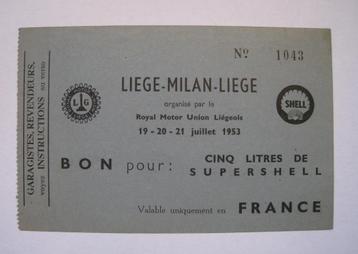 GARAGISTES, REVENDEURS,
voyez INSTRUCTIONS au verso
Nº 1043
LIEGE-MILAN-LIEGE
organisé par le
Royal Motor Union Liégeois
19-20-21 juillet 1953
SHELL
BON pour: CINQ LITRES DE
SUPERSHELL
Valable uniquement en FRANCE